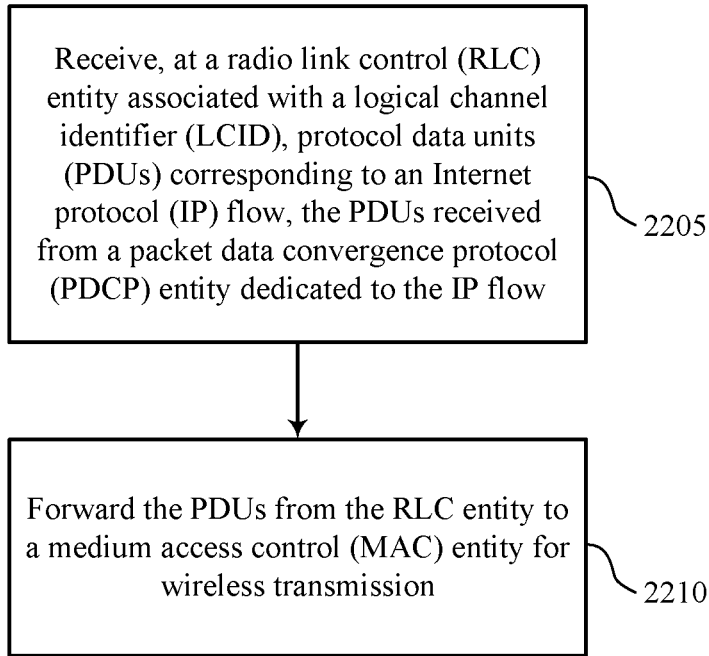 Receive, at a radio link control (RLC)
entity associated with a logical channel
identifier (LCID), protocol data units
(PDUs) corresponding to an Internet
protocol (IP) flow, the PDUs received
from a packet data convergence protocol
(PDCP) entity dedicated to the IP flow
2205
Forward the PDUs from the RLC entity to
a medium access control (MAC) entity for
wireless transmission
2210